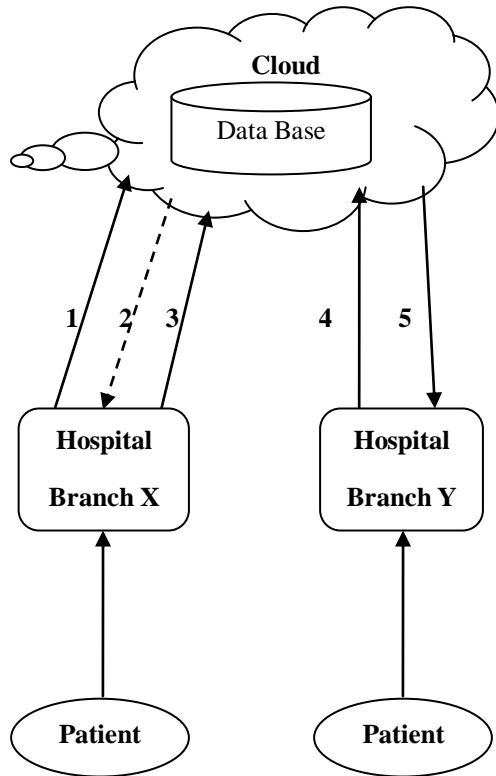 Cloud
Data Base
1 2 3 4 5
Hospital
Branch X
Hospital
Branch Y
Patient
Patient